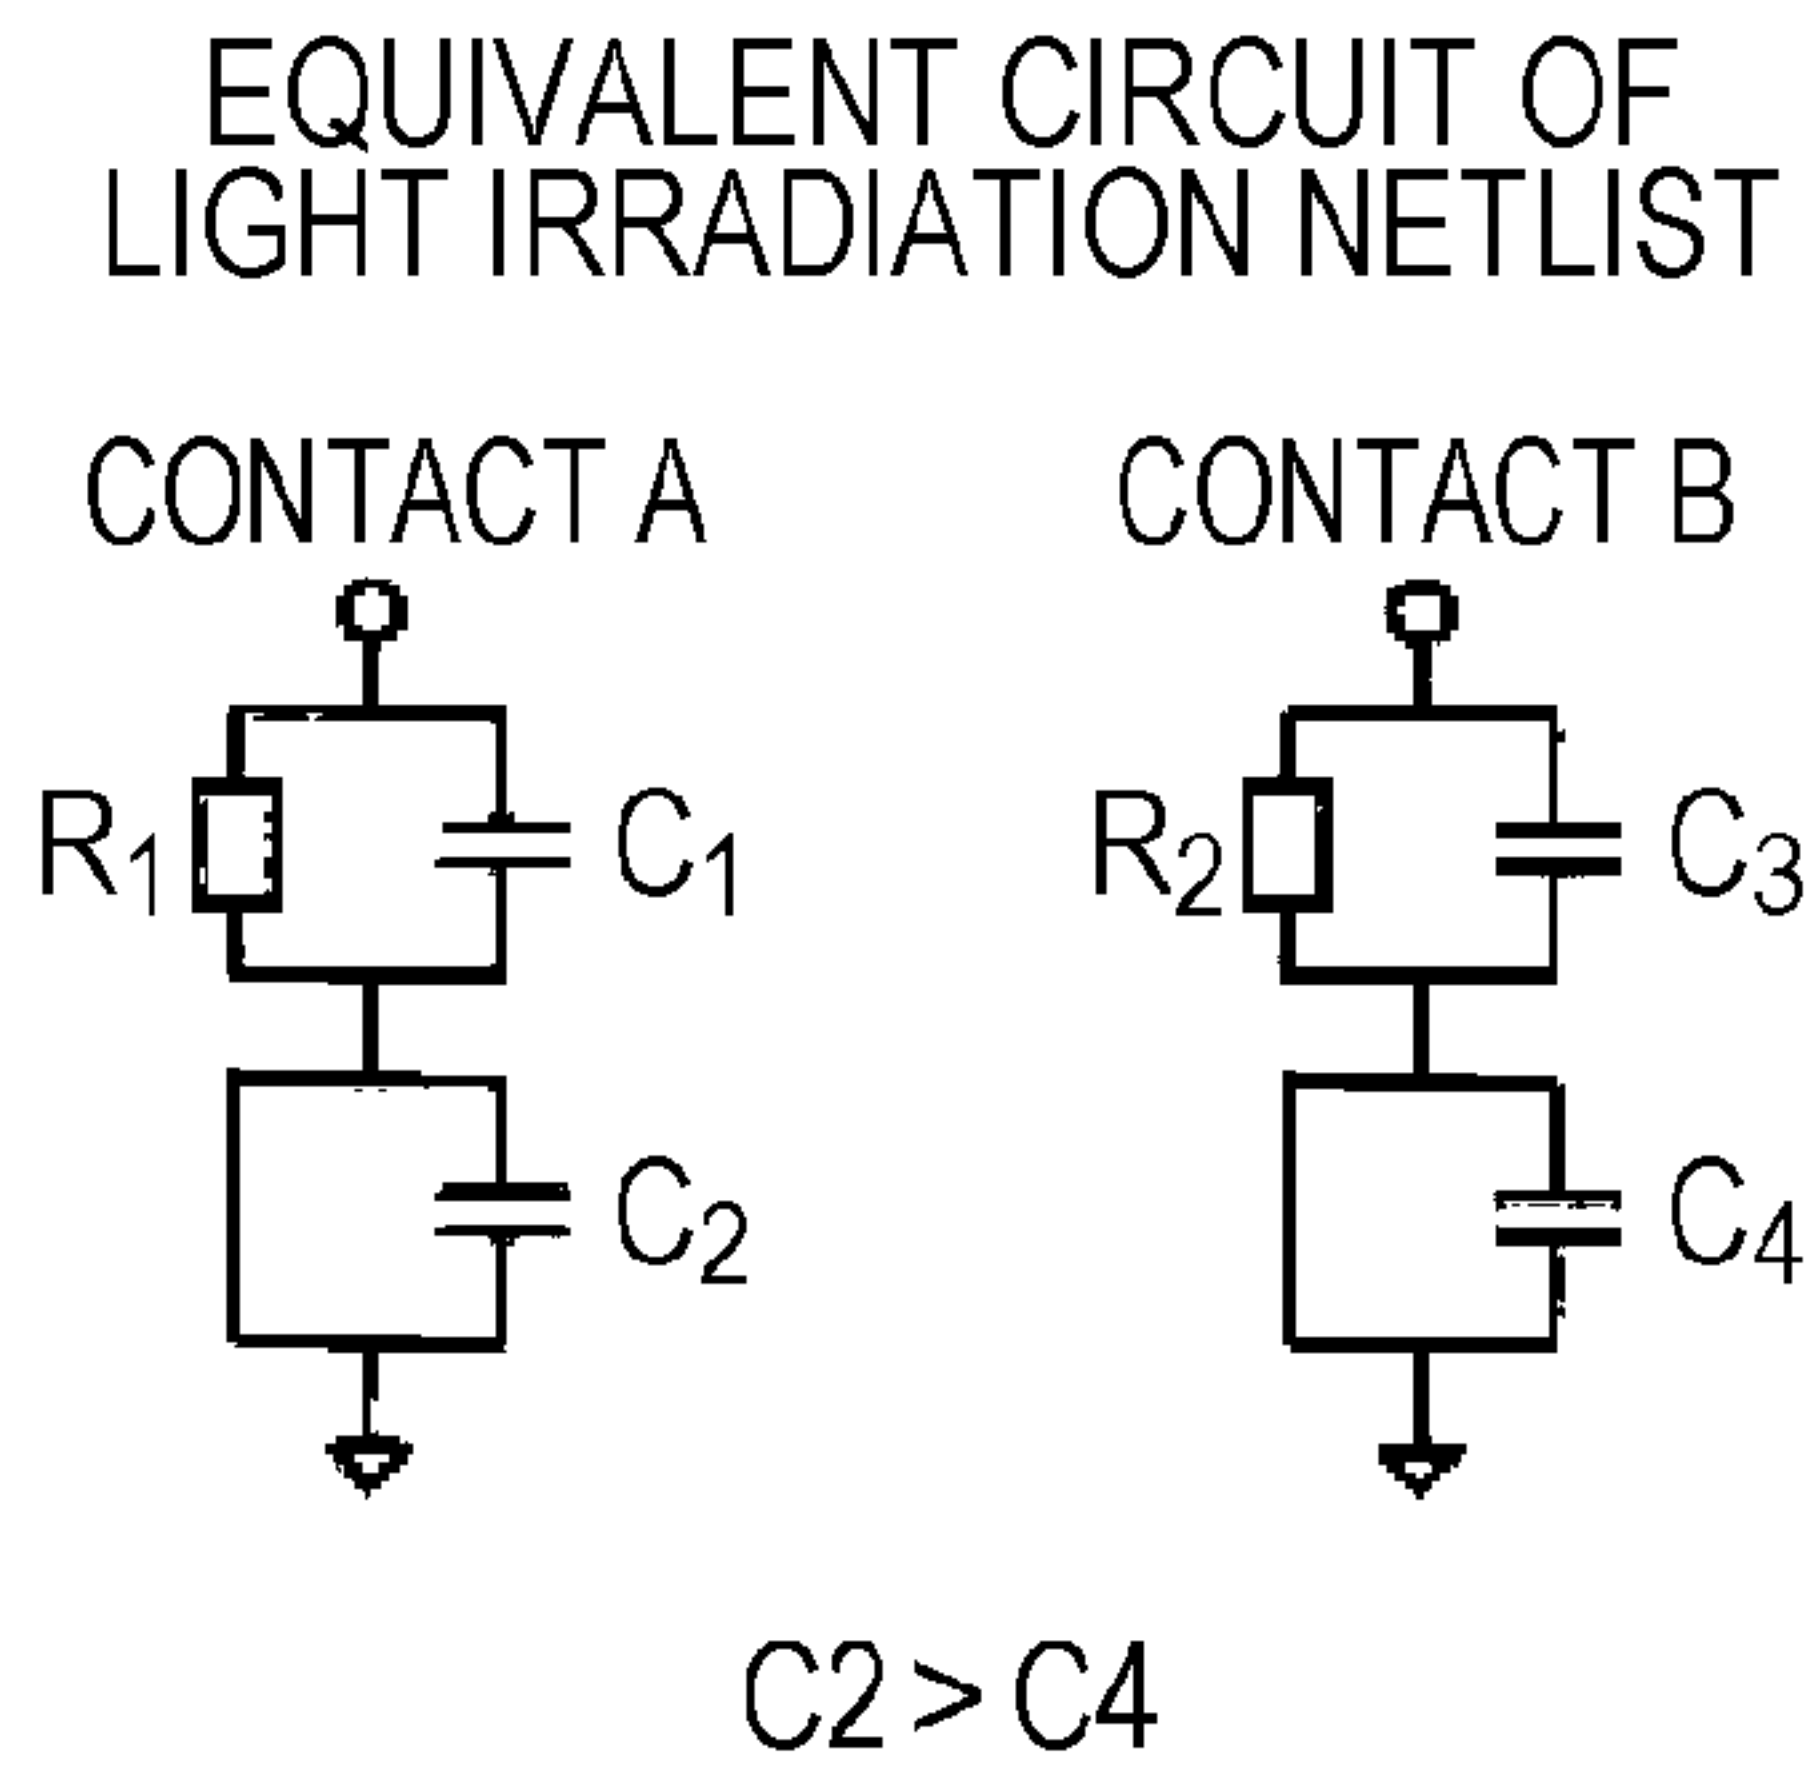 EQUIVALENT CIRCUIT OF
LIGHT IRRADIATION NETLIST
CONTACT A
CONTACT B
R1
C1
R2
C3
C2
C4
C2 > C4